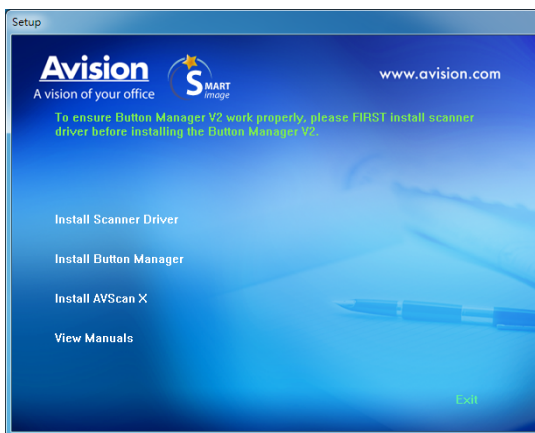 Setup
Avision
A vision of your office
SMART
image
www.avision.com
To ensure Button Manager V2 work properly, please FIRST install scanner
driver before installing the Button Manager V2.
Install Scanner Driver
Install Button Manager
Install AVScan X
View Manuals
Exit